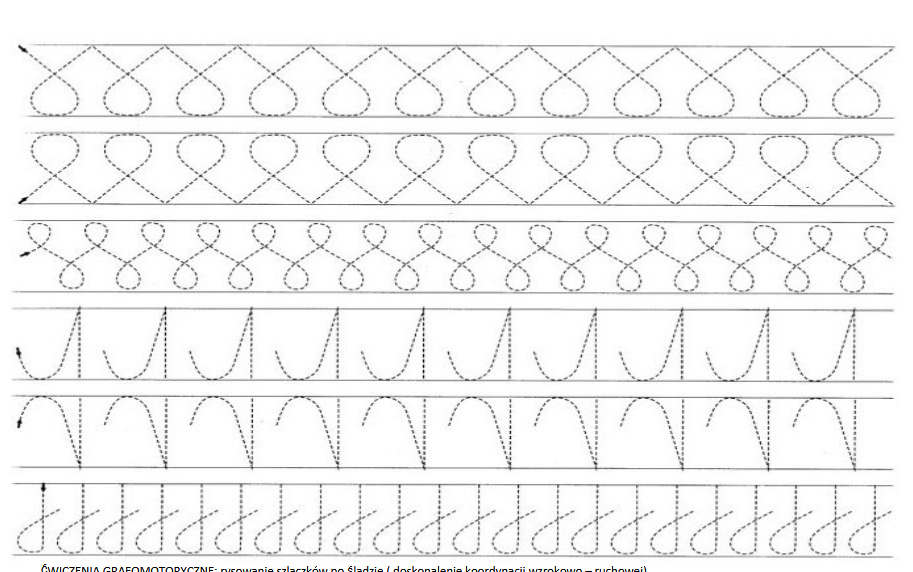 ĆWICZENIA GRAFOMOTORYCZNE: rysowanie szlaczków po śladzie ( doskonalenie koordynacji wzrokowo – ruchowej)